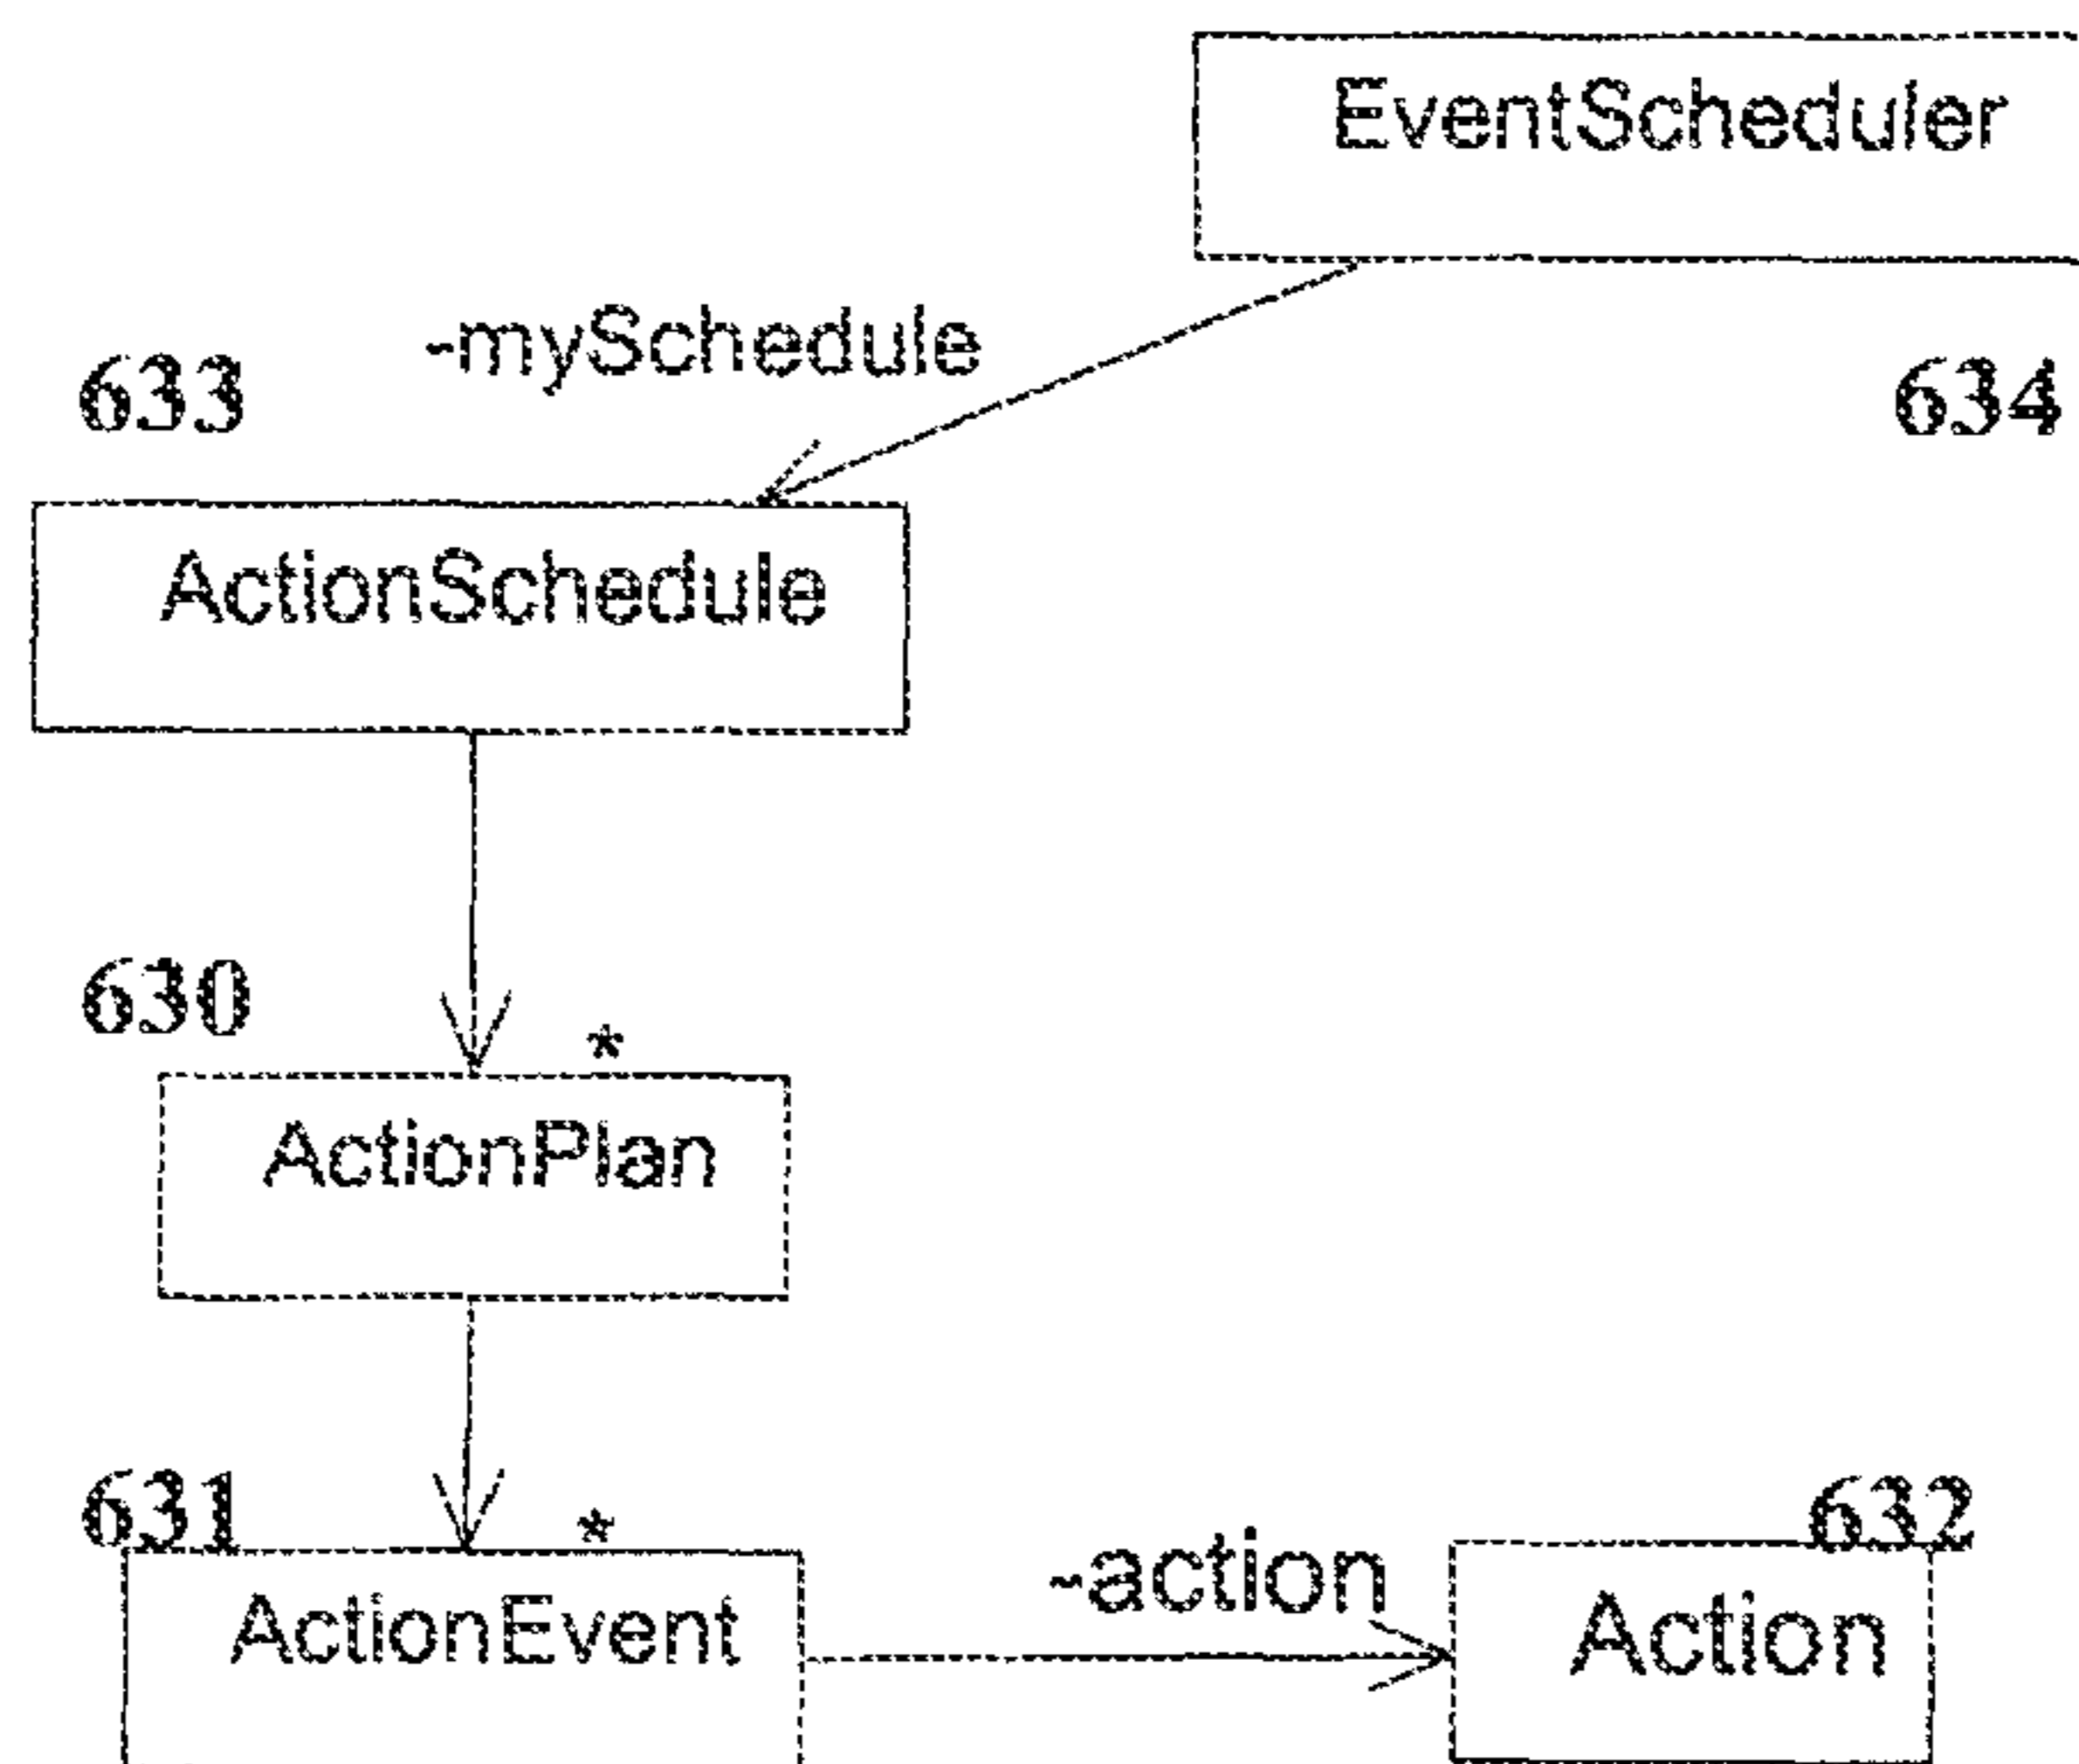 EventScheduler
-mySchedule
633
634
ActionSchedule
630
*
ActionPlan
631
*
632
-action
ActionEvent
Action